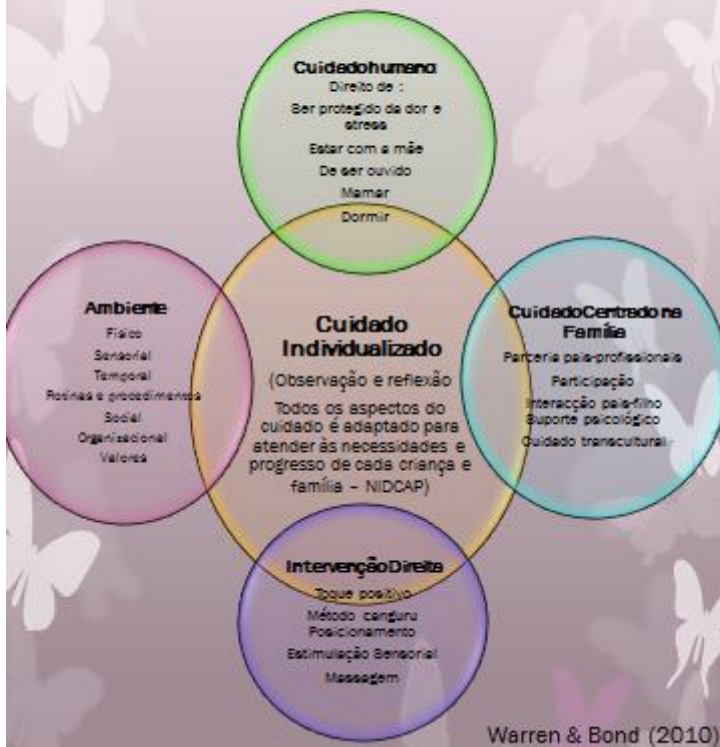 Cuidado humano:
Direito de :
Ser protegido da dor e
stress
Estar com a mãe
De ser ouvido
Mamar
Dormir
Ambiente
Físico
Sensorial
Temporal
Rotinas e procedimentos
Social
Organizacional
Valores
Cuidado
Individualizado
(Observação e reflexão
Todos os aspectos do
cuidado é adaptado para
atender às necessidades e
progresso de cada criança e
família – NIDCAP)
Cuidado Centrado na
Família
Parceria pais-profissionais
Participação
Interacção pais-filho
Suporte psicológico
Cuidado transcultural
Intervenção Direita
Toque positivo
Método canguru
Posicionamento
Estimulação Sensorial
Massagem
Warren & Bond (2010)